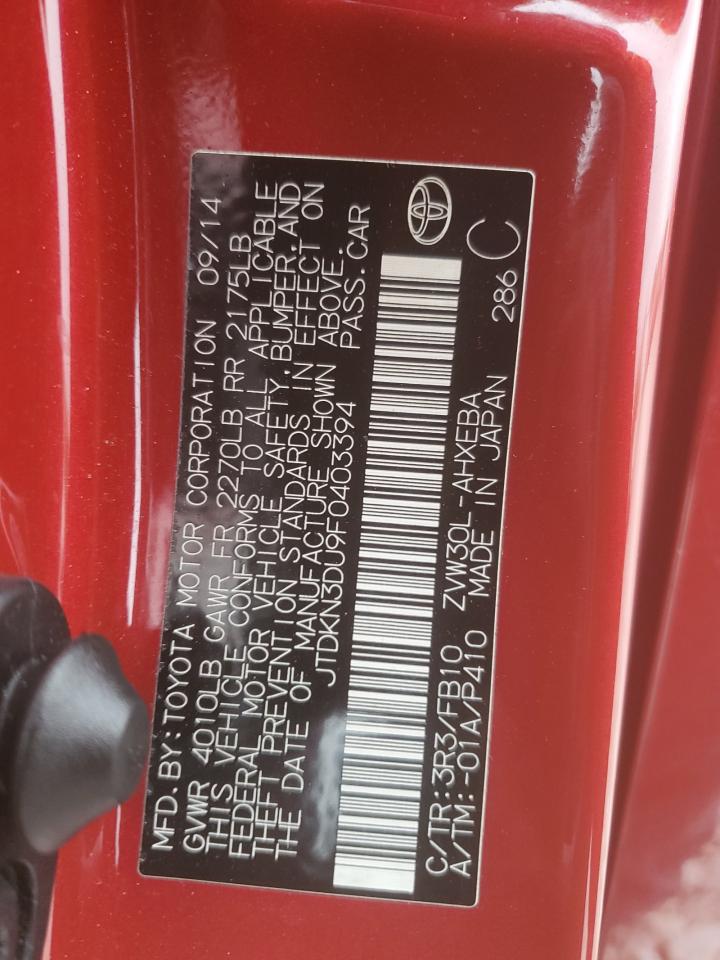 MFD.BY:TOYOTA MOTOR CORPORATION 09/14
GVWR 4010LB GAWR FR 2270LB RR 2175LB
THIS VEHICLE CONFORMS TO ALL APPLICABLE
FEDERAL MOTOR VEHICLE SAFETY,BUMPER,AND
THEFT PREVENTION STANDARDS IN EFFECT ON
THE DATE OF MANUFACTURE SHOWN ABOVE.
JTDKN3DU9F0403394 PASS.CAR
C/TR:3R3/FB10 ZVW30L-AHXEBA
A/TM:-01A/P410 MADE IN JAPAN 286 C